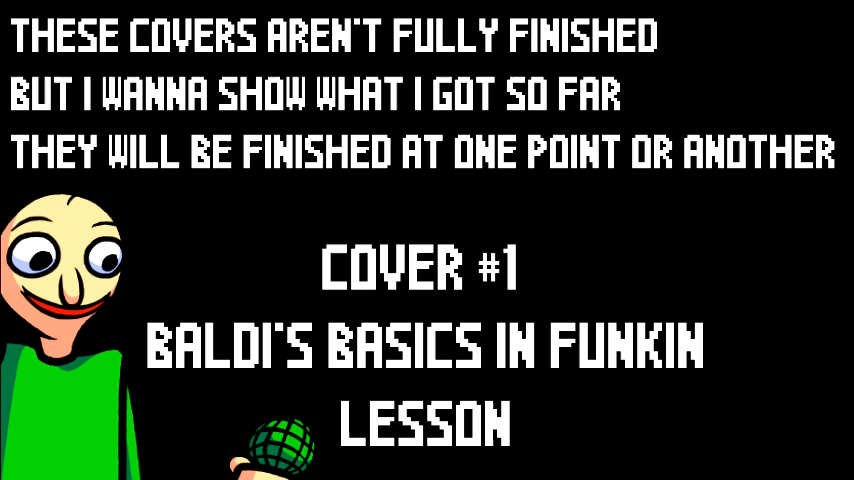 THESE COVERS AREN'T FULLY FINISHED
BUT I WANNA SHOW WHAT I GOT SO FAR
THEY WILL BE FINISHED AT ONE POINT OR ANOTHER
COVER #1
BALDI'S BASICS IN FUNKIN
LESSON